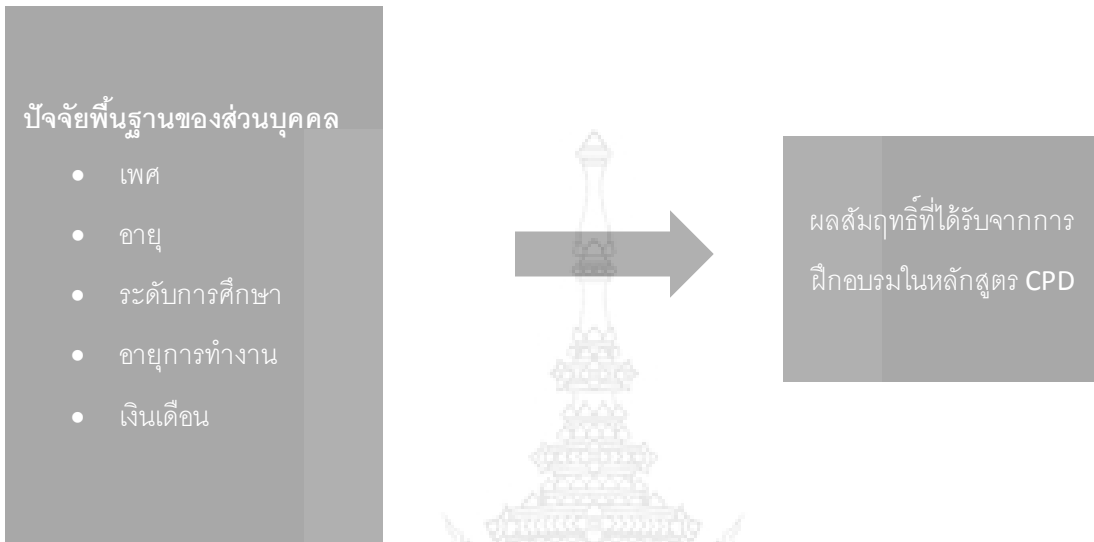 ปัจจัยพื้นฐานของส่วนบุคคล
● เพศ
● อายุ
● ระดับการศึกษา
● อายุการทำงาน
● เงินเดือน
ผลสัมฤทธิ์ที่ได้รับจากการ
ฝึกอบรมในหลักสูตร CPD